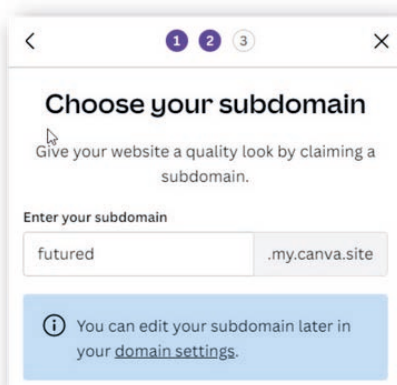 1 2 3
Choose your subdomain
Give your website a quality look by claiming a
subdomain.
Enter your subdomain
futured .my.canva.site
You can edit your subdomain later in
your domain settings.